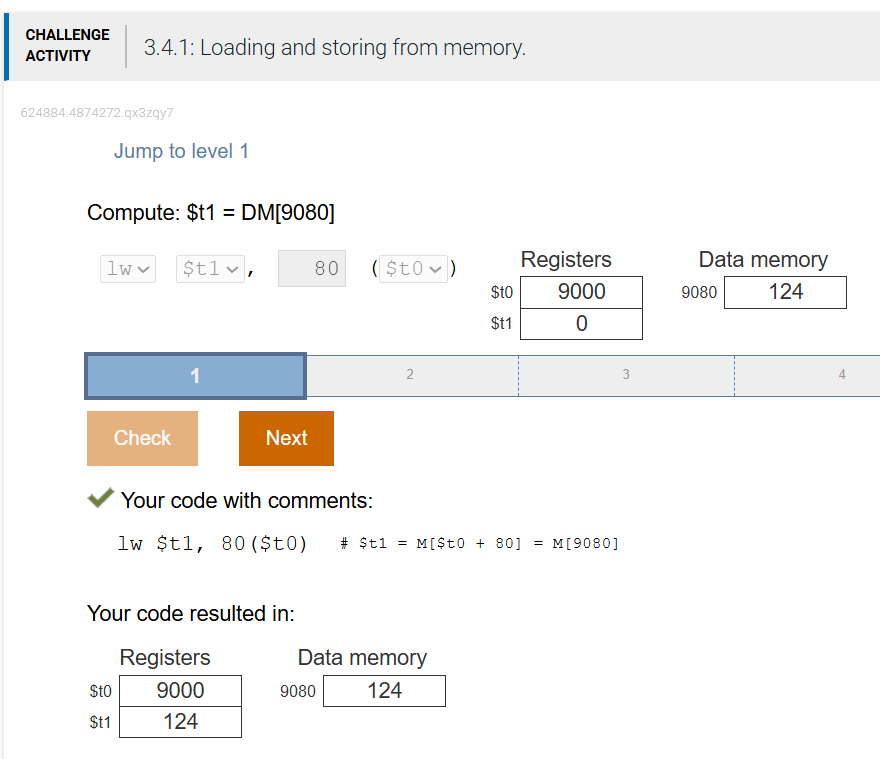 CHALLENGE
ACTIVITY
3.4.1: Loading and storing from memory.
624884.4874272.qx3zqy7
Jump to level 1
Compute: $t1 = DM[9080]
lw $t1, 80 ($t0)
Registers Data memory
$t0 9000 9080 124
$t1 0
1 2 3 4
Check Next
Your code with comments:
lw $t1, 80($t0) # $t1 = M[$t0 + 80] = M[9080]
Your code resulted in:
Registers Data memory
$t0 9000 9080 124
$t1 124